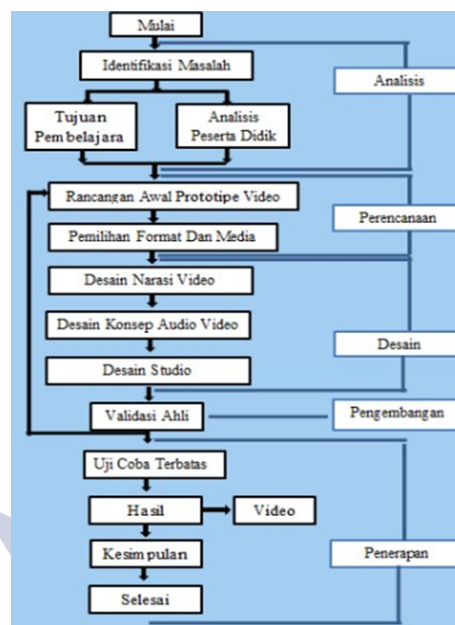 Mulai
Identifikasi Masalah
Analisis
Tujuan
Pembelajara
Analisis
Peserta Didik
Rancangan Awal Prototipe Video
Perencanaan
Pemilihan Format Dan Media
Desain Narasi Video
Desain Konsep Audio Video
Desain
Desain Studio
Validasi Ahli
Pengembangan
Uji Coba Terbatas
Hasil
Video
Kesimpulan
Penerapan
Selesai